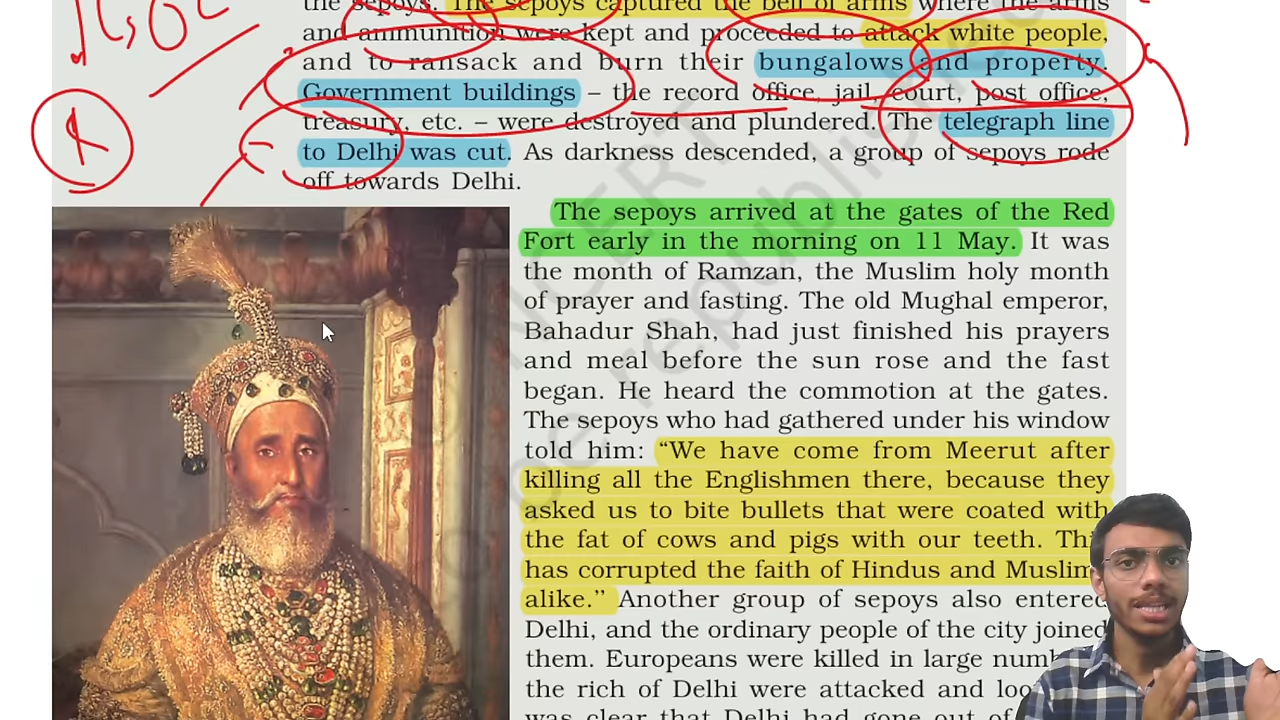 the sepoys. The sepoys captured the bell of arms where the arms
and ammunition were kept and proceeded to attack white people,
and to ransack and burn their bungalows and property.
Government buildings – the record office, jail, court, post office,
treasury, etc. – were destroyed and plundered. The telegraph line
to Delhi was cut. As darkness descended, a group of sepoys rode
off towards Delhi.
The sepoys arrived at the gates of the Red
Fort early in the morning on 11 May. It was
the month of Ramzan, the Muslim holy month
of prayer and fasting. The old Mughal emperor,
Bahadur Shah, had just finished his prayers
and meal before the sun rose and the fast
began. He heard the commotion at the gates.
The sepoys who had gathered under his window
told him: “We have come from Meerut after
killing all the Englishmen there, because they
asked us to bite bullets that were coated with
the fat of cows and pigs with our teeth. This
has corrupted the faith of Hindus and Muslim
alike.’’ Another group of sepoys also entered
Delhi, and the ordinary people of the city joined
them. Europeans were killed in large num
the rich of Delhi were attacked and loo
was clear that Delhi had gone out of